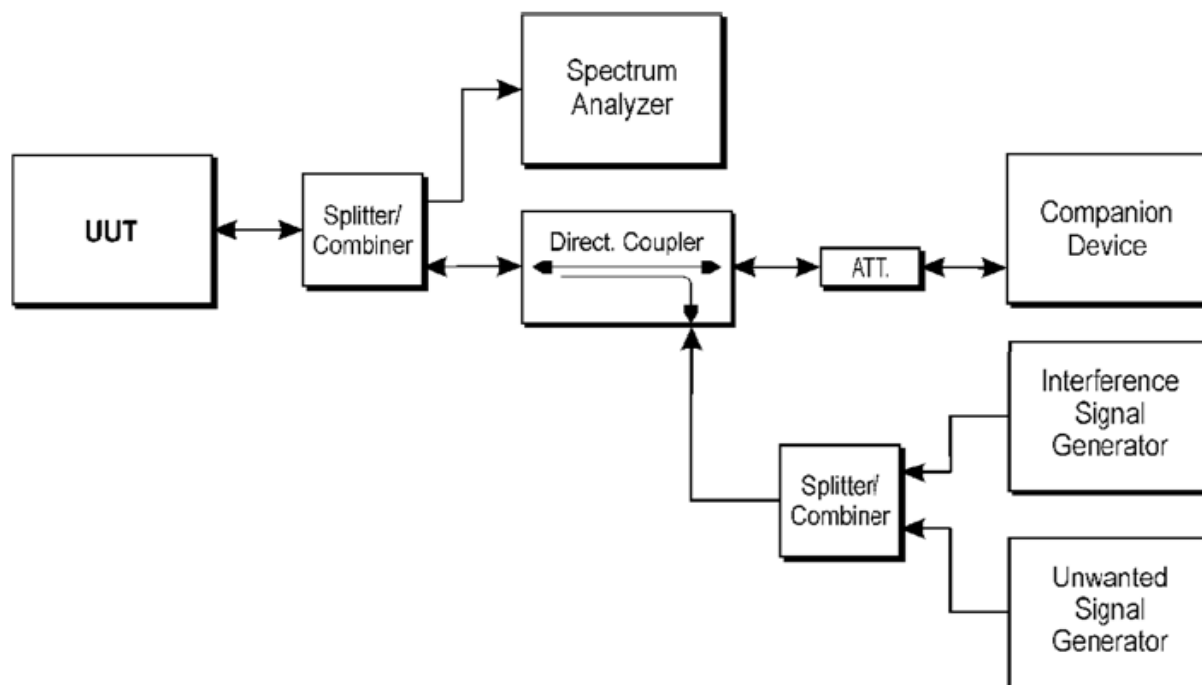 Spectrum
Analyzer
UUT
Splitter/
Combiner
Direct. Coupler
ATT.
Companion
Device
Interference
Signal
Generator
Splitter/
Combiner
Unwanted
Signal
Generator